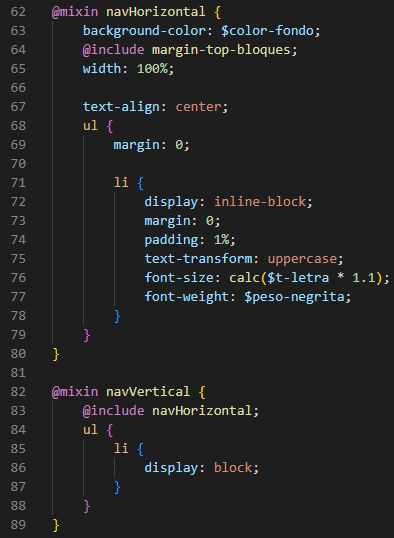 62 @mixin navHorizontal {
63     background-color: $color-fondo;
64     @include margin-top-bloques;
65     width: 100%;
66
67     text-align: center;
68     ul {
69         margin: 0;
70
71         li {
72             display: inline-block;
73             margin: 0;
74             padding: 1%;
75             text-transform: uppercase;
76             font-size: calc($t-letra * 1.1);
77             font-weight: $peso-negrita;
78         }
79     }
80 }
81
82 @mixin navVertical {
83     @include navHorizontal;
84     ul {
85         li {
86             display: block;
87         }
88     }
89 }